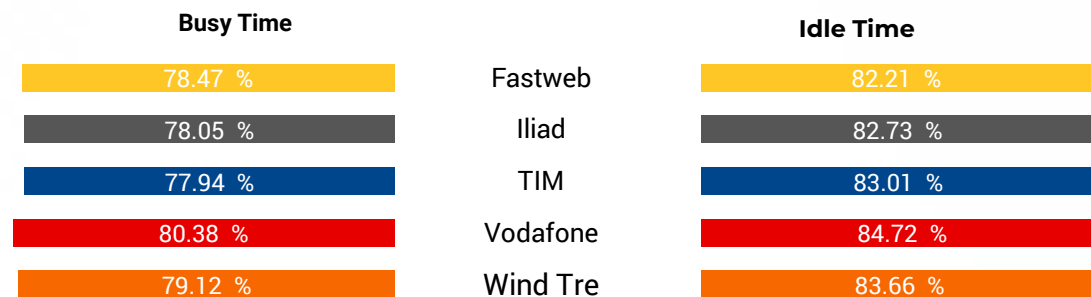 Busy Time Idle Time
78.47 % Fastweb 82.21 %
78.05 % Iliad 82.73 %
77.94 % TIM 83.01 %
80.38 % Vodafone 84.72 %
79.12 % Wind Tre 83.66 %